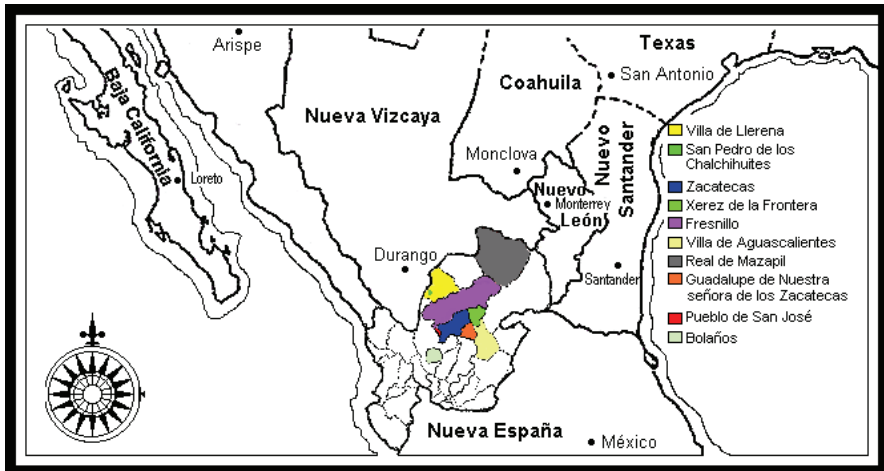 Arispe
Texas
San Antonio
Coahuila
Baja California
Nueva Vizcaya
Nuevo
Santander
Monclova
Loreto
Nuevo
Monterrey
León
Durango
Santander
Nueva España
México
Villa de Llerena
San Pedro de los
Chalchihuites
Zacatecas
Xerez de la Frontera
Fresnillo
Villa de Aguascalientes
Real de Mazapil
Guadalupe de Nuestra
señora de los Zacatecas
Pueblo de San José
Bolaños